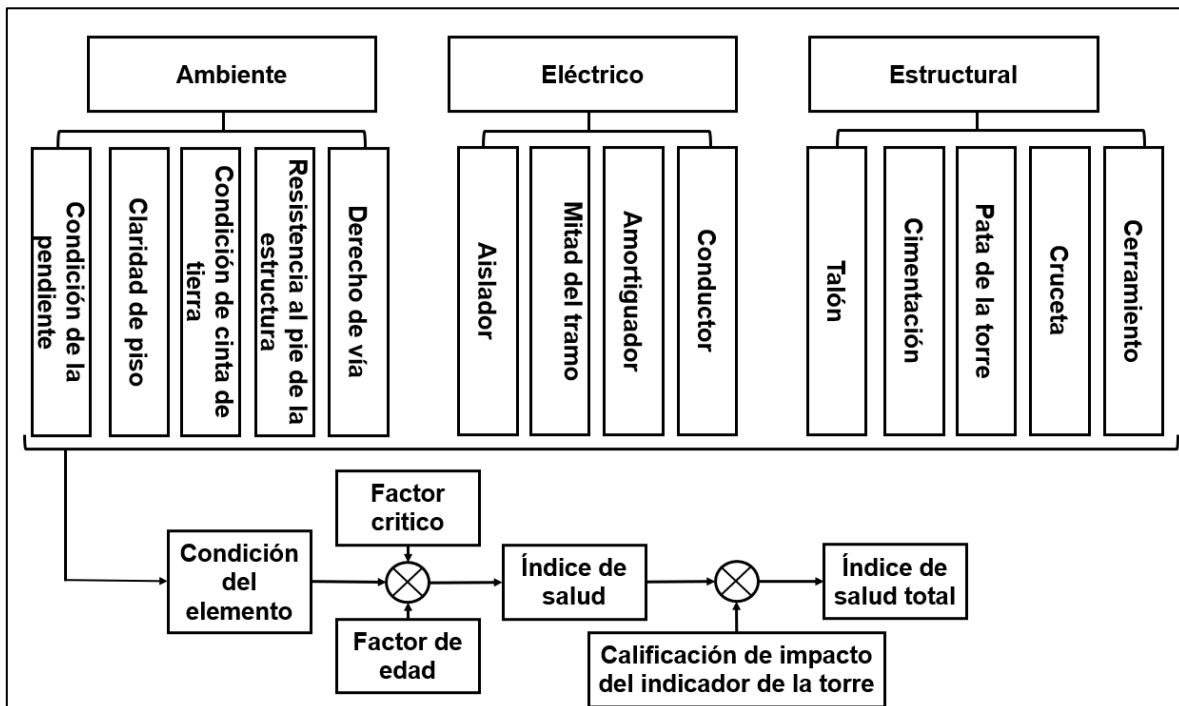 Ambiente
Eléctrico
Estructural
Condición de la
pendiente
Claridad de piso
Condición de cinta de
tierra
Resistencia al pie de la
estructura
Derecho de vía
Aislador
Mitad del tramo
Amortiguador
Conductor
Talón
Cimentación
Pata de la torre
Cruceta
Cerramiento
Factor
critico
Condición
del
elemento
Factor de
edad
Índice de
salud
Calificación de impacto
del indicador de la torre
Índice de
salud total